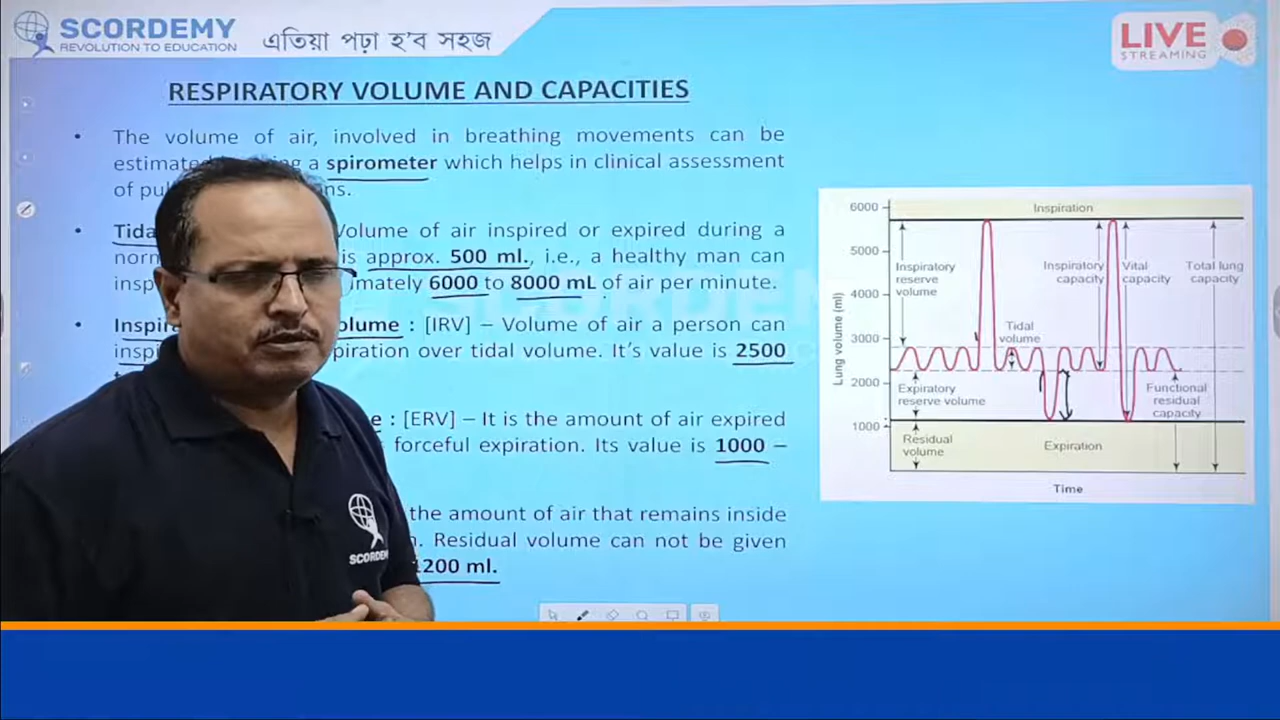 SCORDEMY
REVOLUTION TO EDUCATION
এতিয়া পঢ়া হ'ব সহজ
LIVE
STREAMING
RESPIRATORY VOLUME AND CAPACITIES
• The volume of air, involved in breathing movements can be
estimated a spirometer which helps in clinical assessment
of
• Volume of air inspired or expired during a
is approx. 500 ml., i.e., a healthy man can
6000 to 8000 mL of air per minute.
• : [IRV] – Volume of air a person can
over tidal volume. It's value is 2500
• : [ERV] – It is the amount of air expired
forceful expiration. Its value is 1000 –
• the amount of air that remains inside
Residual volume can not be given
1200 ml.
6000
5000
4000
3000
2000
1000
Lung volume (ml)
Inspiration
Inspiratory
reserve
volume
Inspiratory
capacity
Vital
capacity
Total lung
capacity
Tidal
volume
Expiratory
reserve volume
Functional
residual
capacity
Residual
volume
Expiration
Time
SCORDEMY